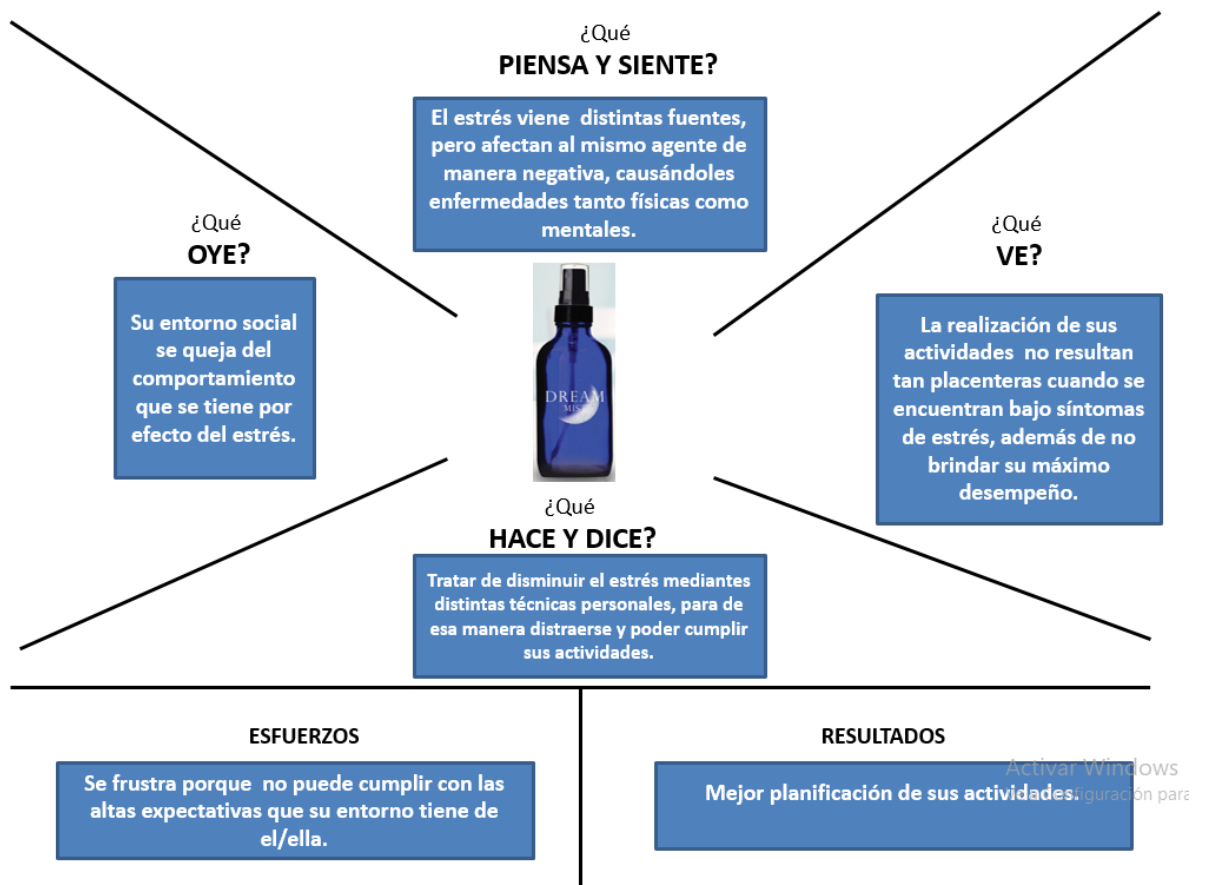 ¿Qué
PIENSA Y SIENTE?
El estrés viene distintas fuentes,
pero afectan al mismo agente de
manera negativa, causándoles
enfermedades tanto físicas como
mentales.
¿Qué
OYE?
Su entorno social
se queja del
comportamiento
que se tiene por
efecto del estrés.
¿Qué
VE?
La realización de sus
actividades no resultan
tan placenteras cuando se
encuentran bajo síntomas
de estrés, además de no
brindar su máximo
desempeño.
DREAM
MIST
¿Qué
HACE Y DICE?
Tratar de disminuir el estrés mediantes
distintas técnicas personales, para de
esa manera distraerse y poder cumplir
sus actividades.
ESFUERZOS
Se frustra porque no puede cumplir con las
altas expectativas que su entorno tiene de
el/ella.
RESULTADOS
Mejor planificación de sus actividades.
Activar Windows
para